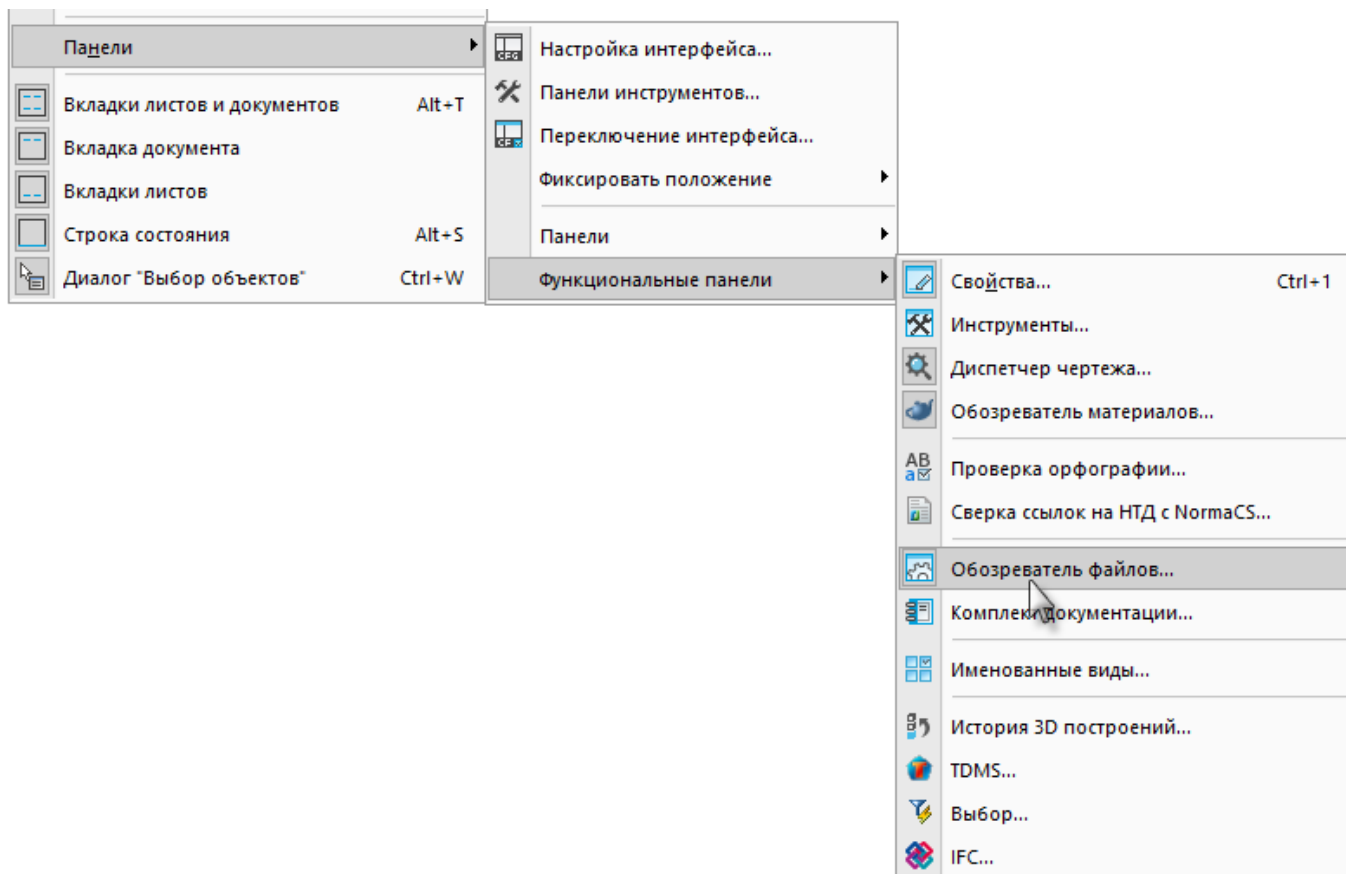 Панели
Вкладки листов и документов Alt+T
Вкладка документа
Вкладки листов
Строка состояния Alt+S
Диалог "Выбор объектов" Ctrl+W
CFG
Настройка интерфейса...
Панели инструментов...
Переключение интерфейса...
Фиксировать положение
Панели
Функциональные панели
Свойства... Ctrl+1
Инструменты...
Диспетчер чертежа...
Обозреватель материалов...
AB
a
Проверка орфографии...
Сверка ссылок на НТД с NormaCS...
Обозреватель файлов...
документации...
Именованные виды...
История 3D построений...
TDMS...
Выбор...
IFC...